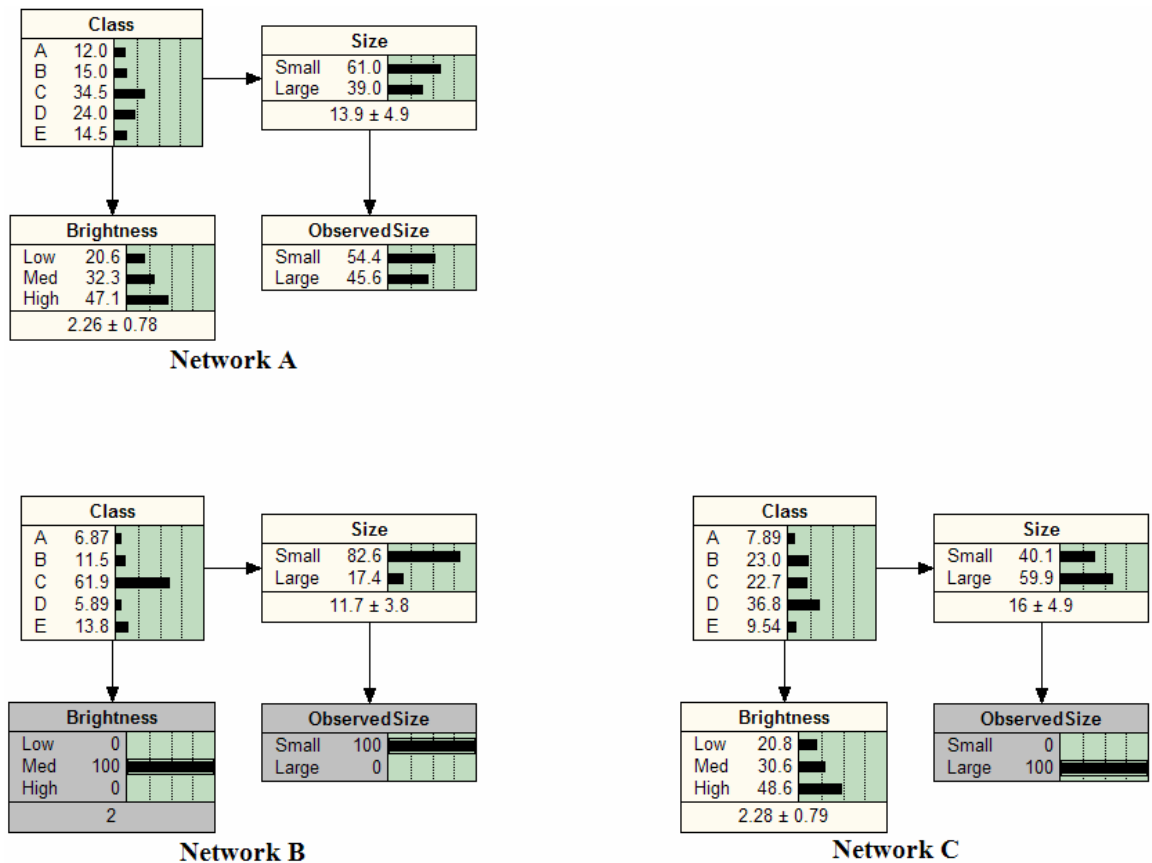 Class
A 12.0
B 15.0
C 34.5
D 24.0
E 14.5
Size
Small 61.0
Large 39.0
13.9 ± 4.9
Brightness
Low 20.6
Med 32.3
High 47.1
2.26 ± 0.78
Observed Size
Small 54.4
Large 45.6
Network A
Class
A 6.87
B 11.5
C 61.9
D 5.89
E 13.8
Size
Small 82.6
Large 17.4
11.7 ± 3.8
Brightness
Low 0
Med 100
High 0
2
Observed Size
Small 100
Large 0
Network B
Class
A 7.89
B 23.0
C 22.7
D 36.8
E 9.54
Size
Small 40.1
Large 59.9
16 ± 4.9
Brightness
Low 20.8
Med 30.6
High 48.6
2.28 ± 0.79
Observed Size
Small 0
Large 100
Network C